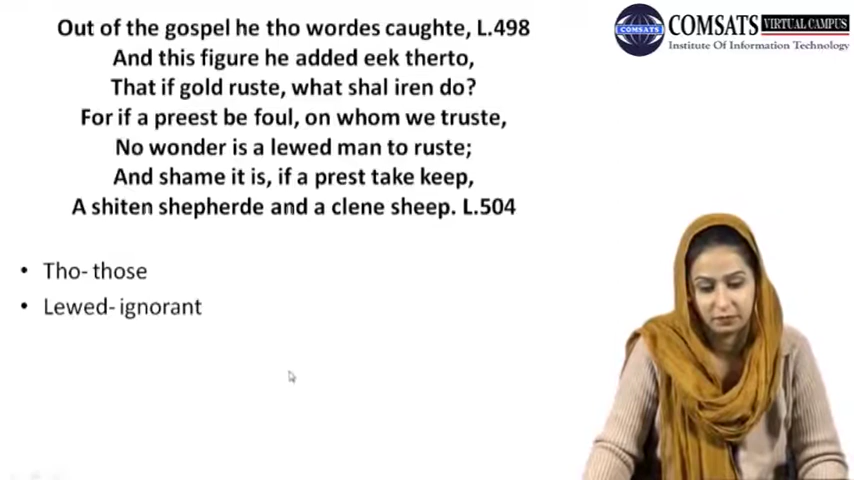 Out of the gospel he tho wordes caughte, L.498
And this figure he added eek therto,
That if gold ruste, what shal iren do?
For if a preest be foul, on whom we truste,
No wonder is a lewed man to ruste;
And shame it is, if a prest take keep,
A shiten shepherde and a clene sheep. L.504
• Tho- those
• Lewed- ignorant
COMSATS
COMSATS VIRTUAL CAMPUS
Institute Of Information Technology